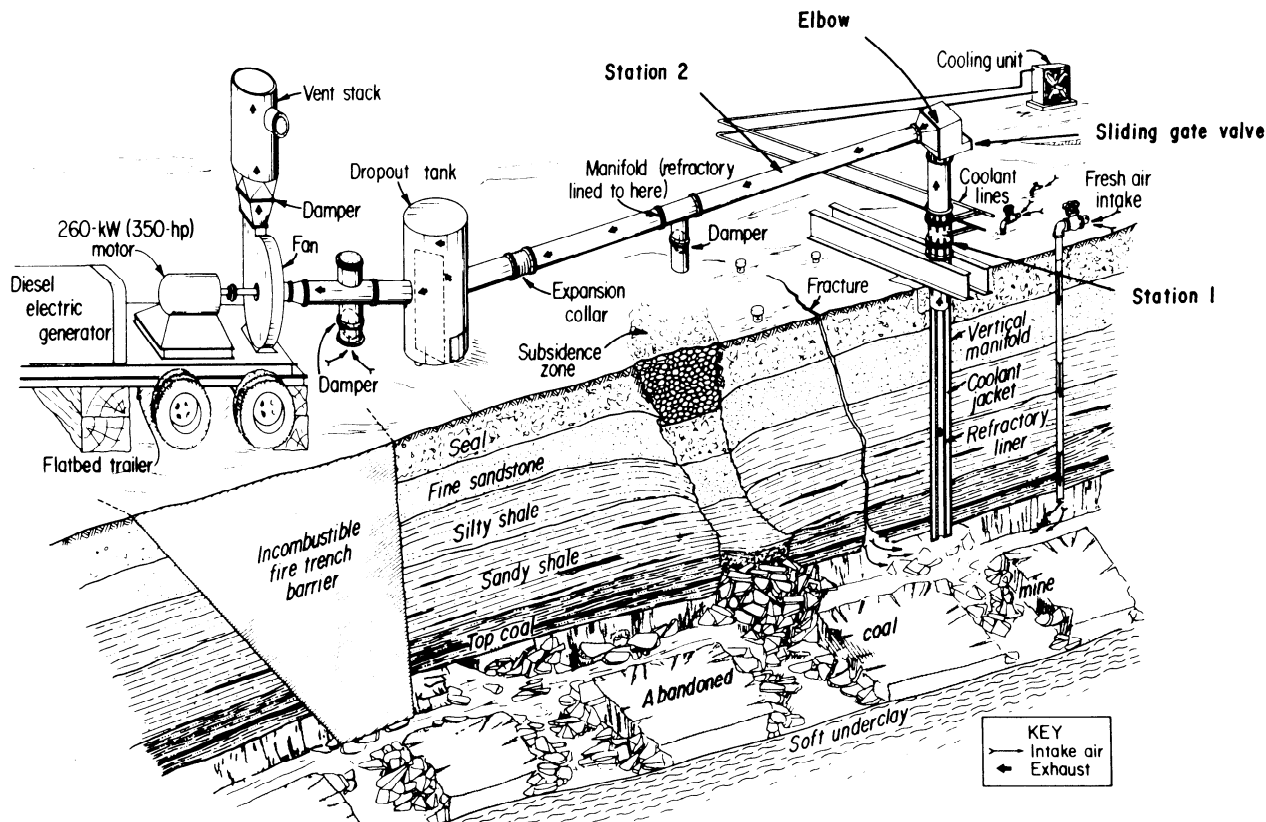 Elbow
Station 2
Cooling unit
Vent stack
Sliding gate valve
Dropout tank
Manifold (refractory
lined to here)
Coolant
lines
Fresh air
intake
Damper
260-kW (350-hp)
motor
Fan
Damper
Diesel
electric
generator
Expansion
collar
Fracture
Station 1
Subsidence
zone
Vertical
manifold
Damper
Coolant
jacket
Refractory
liner
Flatbed trailer
Seal
Fine sandstone
Silty shale
Sandy shale
Incombustible
fire trench
barrier
Top coal
mine
coal
Abandoned
Soft underclay
KEY
Intake air
Exhaust